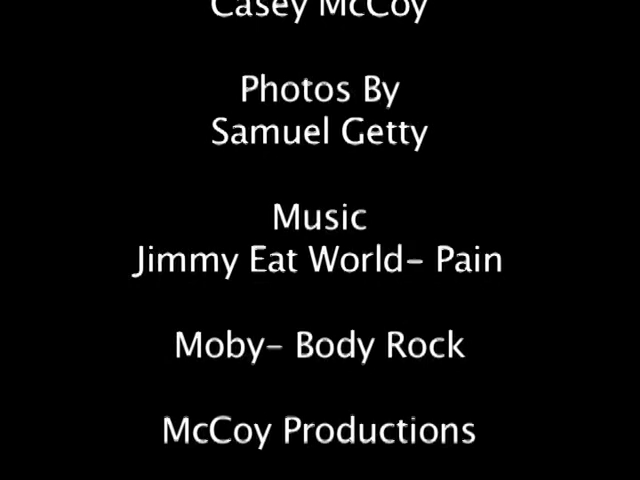 Casey McCoy
Photos By
Samuel Getty
Music
Jimmy Eat World- Pain
Moby- Body Rock
McCoy Productions